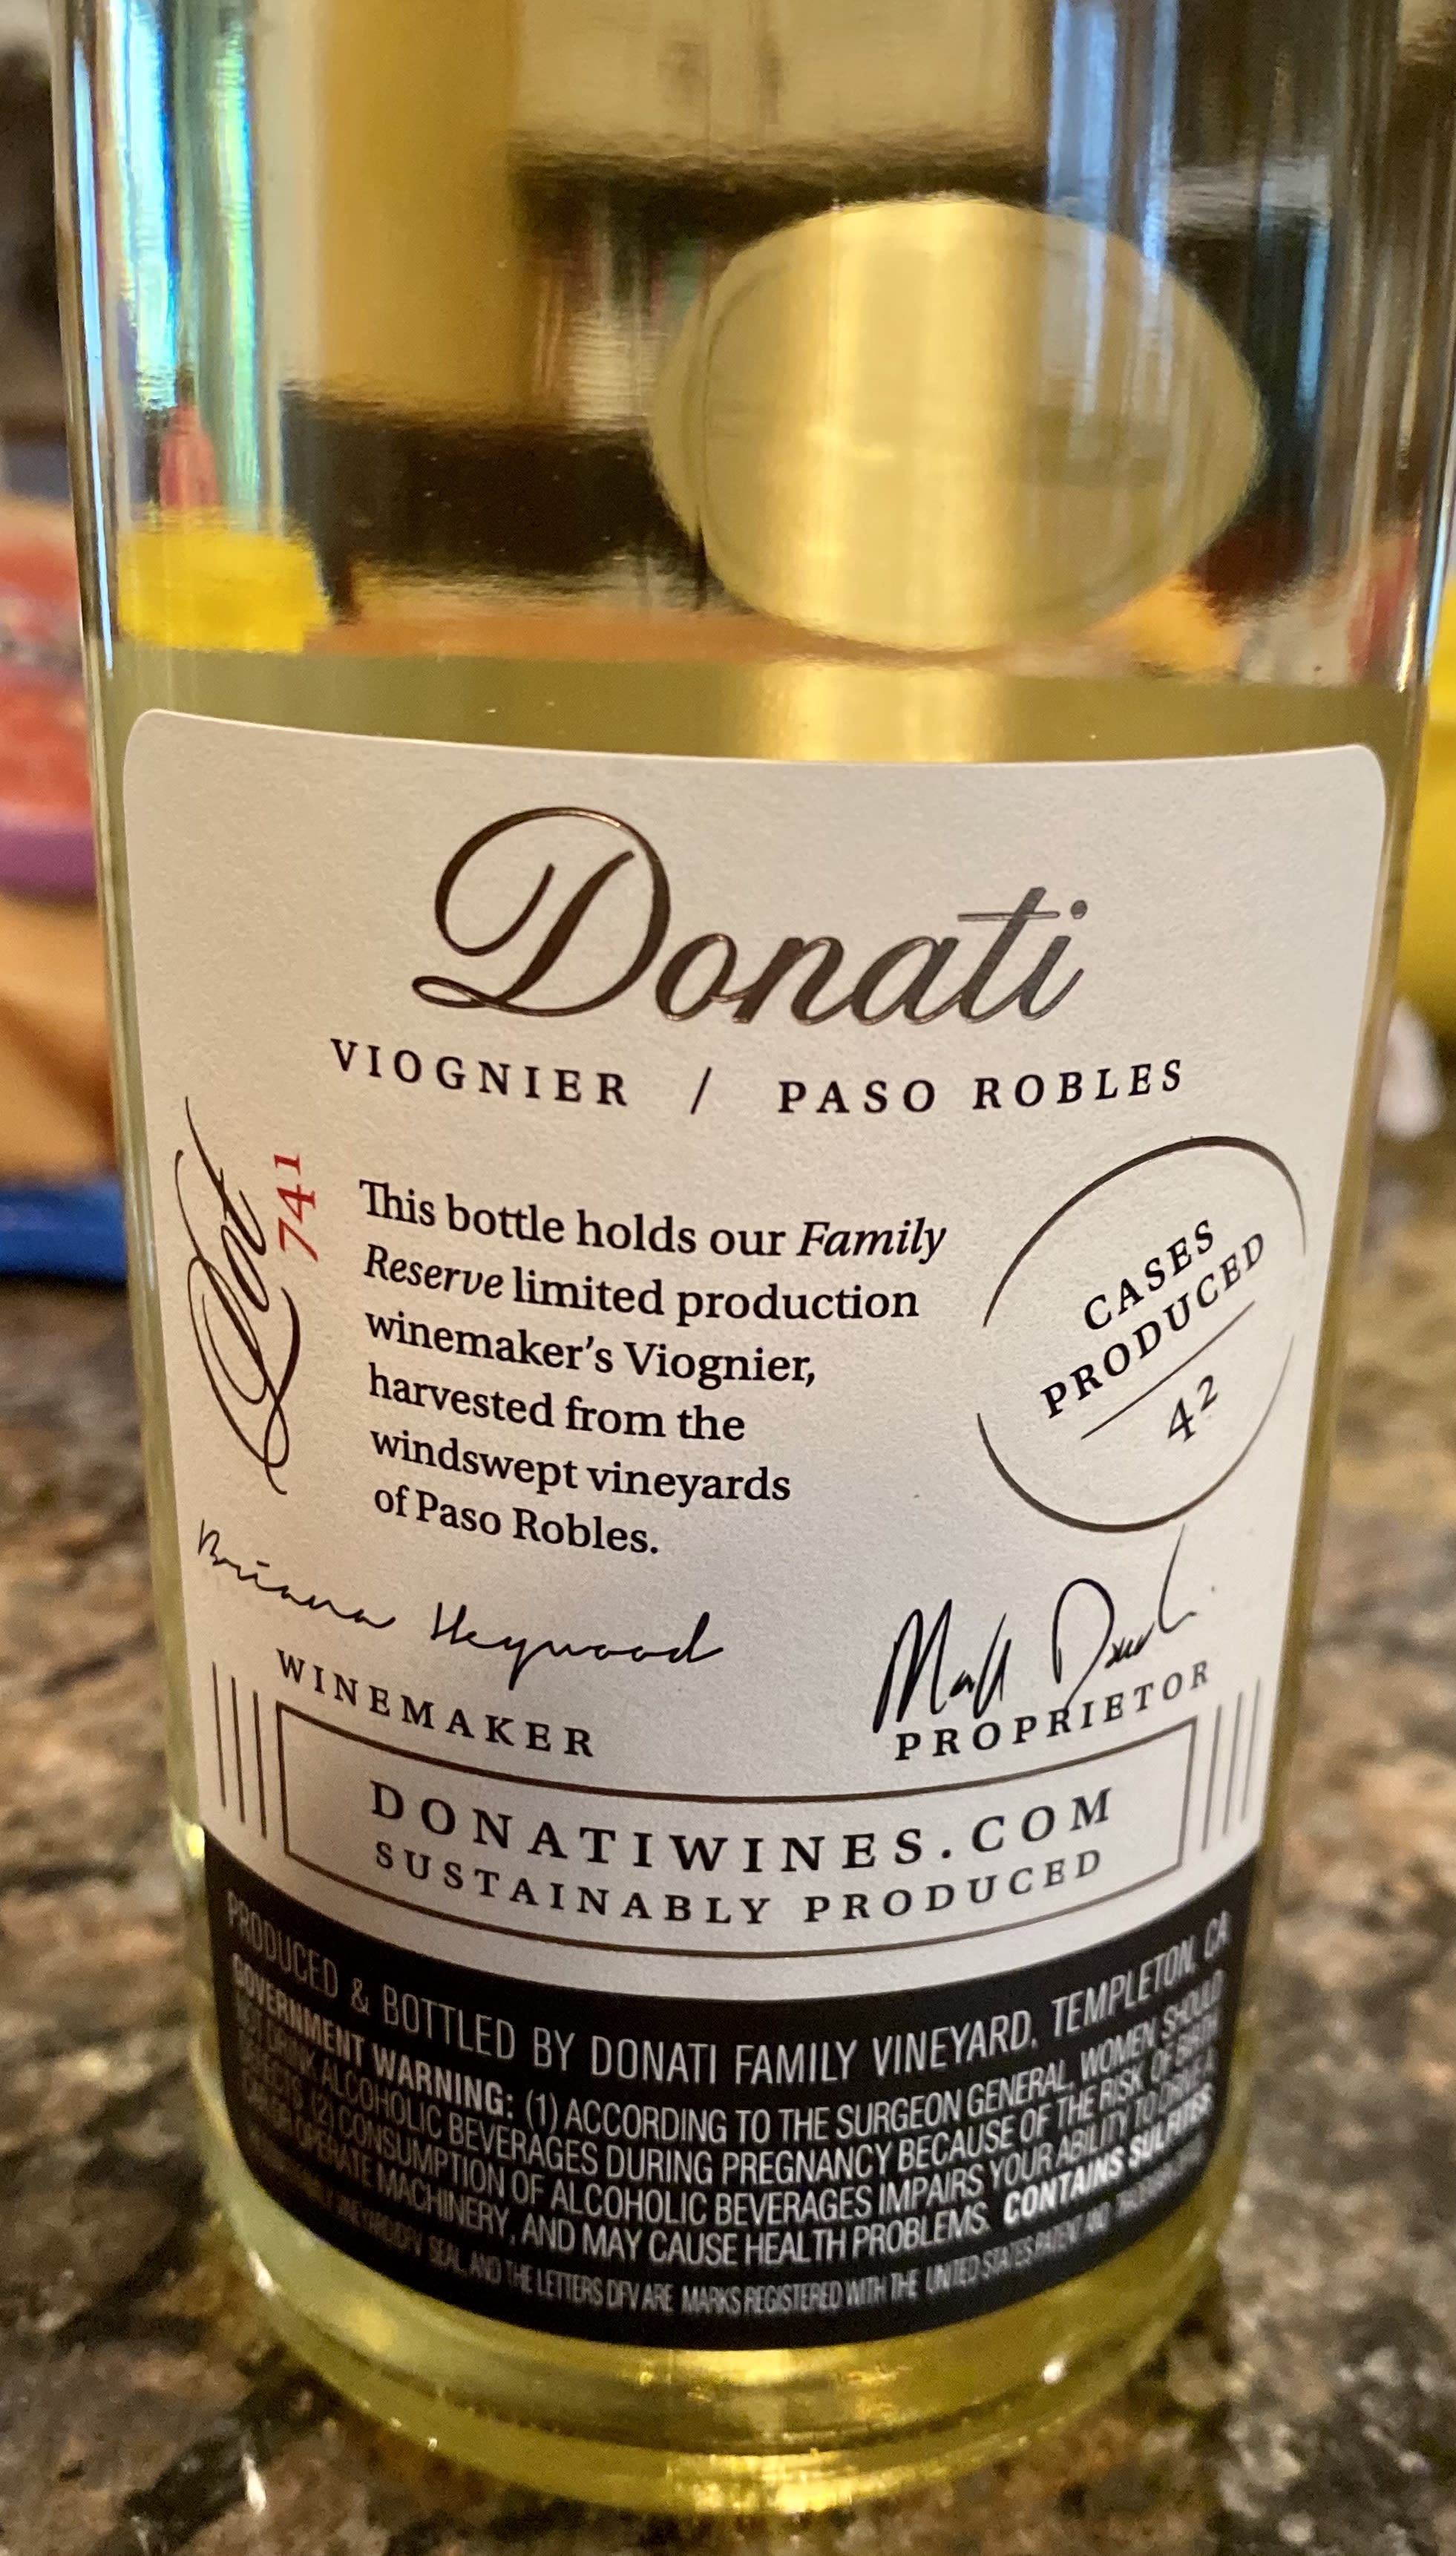 Donati
VIOGNIER / PASO ROBLES
Lot
741
This bottle holds our Family
Reserve limited production
winemaker's Viognier,
harvested from the
windswept vineyards
of Paso Robles.
CASES
PRODUCED
42
Briana Heywood
WINEMAKER
PROPRIETOR
DONATIWINES.COM
SUSTAINABLY PRODUCED
PRODUCED & BOTTLED BY DONATI FAMILY VINEYARD, TEMPLETON, CA
GOVERNMENT WARNING: (1) ACCORDING TO THE SURGEON GENERAL, WOMEN SHOULD
NOT DRINK ALCOHOLIC BEVERAGES DURING PREGNANCY BECAUSE OF THE RISK OF BIRTH
DEFECTS. (2) CONSUMPTION OF ALCOHOLIC BEVERAGES IMPAIRS YOUR ABILITY TO DRIVE A
CAR OR OPERATE MACHINERY, AND MAY CAUSE HEALTH PROBLEMS. CONTAINS SULFITES
SEAL, AND THE LETTERS DFV ARE MARKS REGISTERED WITH THE UNITED STATES PATENT AND